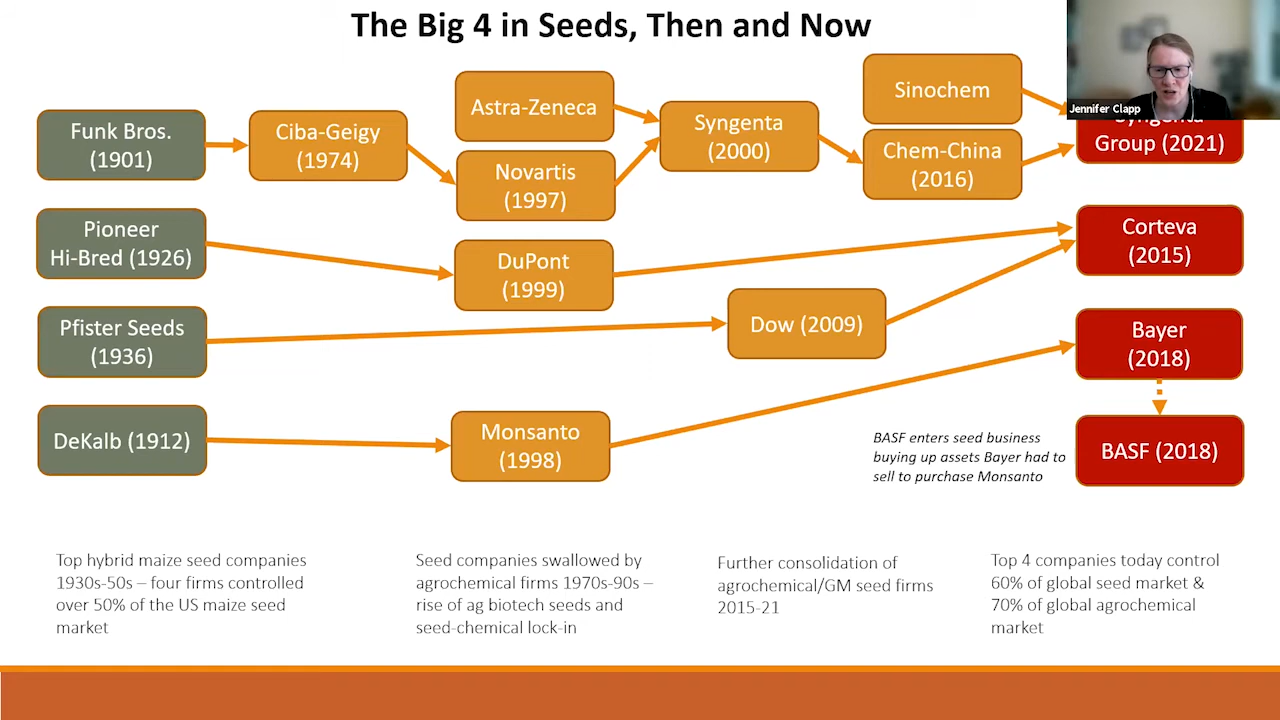 The Big 4 in Seeds, Then and Now
Jennifer Clapp
Funk Bros.
(1901)
Ciba-Geigy
(1974)
Astra-Zeneca
Novartis
(1997)
Syngenta
(2000)
Sinochem
Chem-China
(2016)
Syngenta
Group (2021)
Pioneer
Hi-Bred (1926)
DuPont
(1999)
Corteva
(2015)
Pfister Seeds
(1936)
Dow (2009)
Bayer
(2018)
DeKalb (1912)
Monsanto
(1998)
BASF enters seed business
buying up assets Bayer had to
sell to purchase Monsanto
BASF (2018)
Top hybrid maize seed companies
1930s-50s – four firms controlled
over 50% of the US maize seed
market
Seed companies swallowed by
agrochemical firms 1970s-90s –
rise of ag biotech seeds and
seed-chemical lock-in
Further consolidation of
agrochemical/GM seed firms
2015-21
Top 4 companies today control
60% of global seed market &
70% of global agrochemical
market